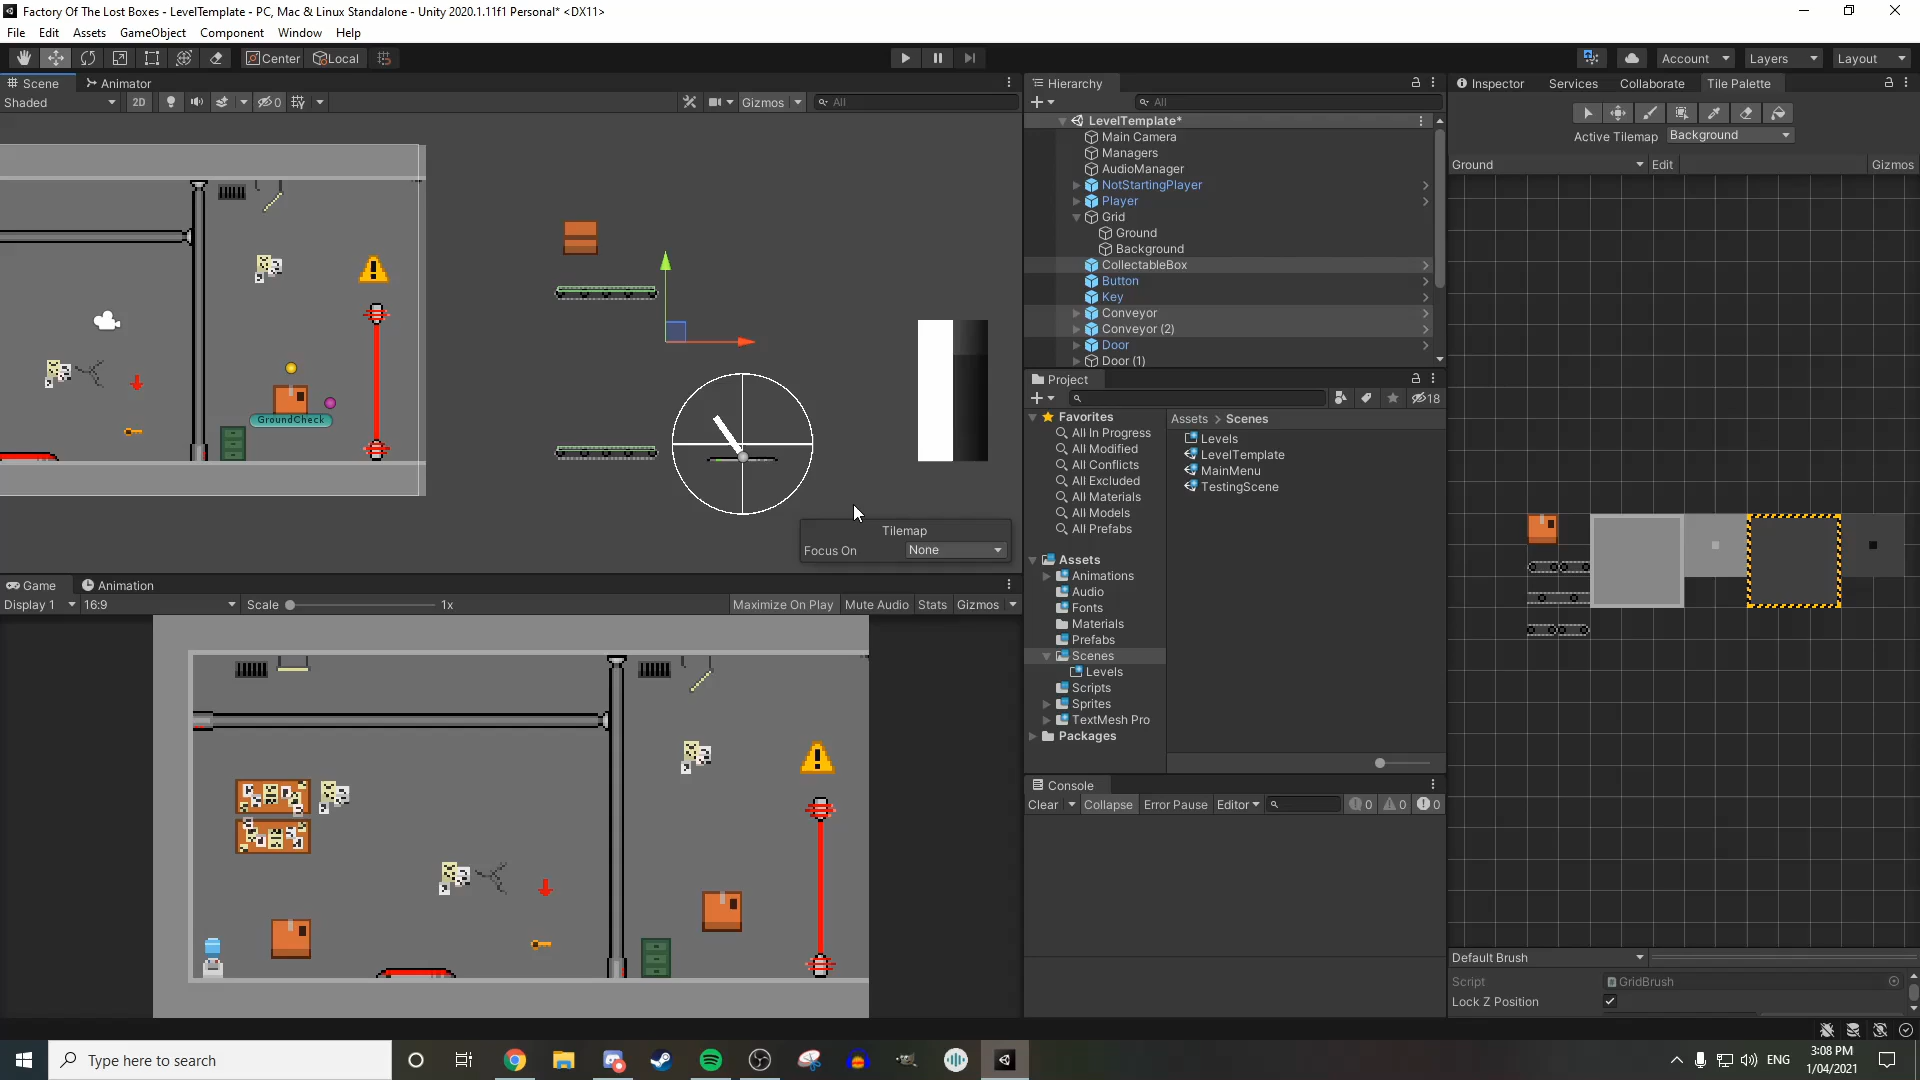 Factory Of The Lost Boxes - LevelTemplate - PC, Mac & Linux Standalone - Unity 2020.1.11f1 Personal* <DX11>
File Edit Assets GameObject Component Window Help
Center Local Account Layers Layout
Scene Animator
Shaded 2D 0 Gizmos All
GroundCheck
Tilemap
Focus On None
Game Animation
Display 1 16:9 Scale 1x Maximize On Play Mute Audio Stats Gizmos
Hierarchy
All
LevelTemplate*
Main Camera
Managers
AudioManager
NotStartingPlayer
Player
Grid
Ground
Background
CollectableBox
Button
Key
Conveyor
Conveyor (2)
Door
Door (1)
Project
18
Favorites
All In Progress
All Modified
All Conflicts
All Excluded
All Materials
All Models
All Prefabs
Assets
Animations
Audio
Fonts
Materials
Prefabs
Scenes
Levels
Scripts
Sprites
TextMesh Pro
Packages
Assets > Scenes
Levels
LevelTemplate
MainMenu
TestingScene
Console
Clear Collapse Error Pause Editor 0 0 0
Inspector Services Collaborate Tile Palette
Active Tilemap Background
Ground Edit Gizmos
Default Brush
Script GridBrush
Lock Z Position
Type here to search
ENG
3:08 PM
1/04/2021